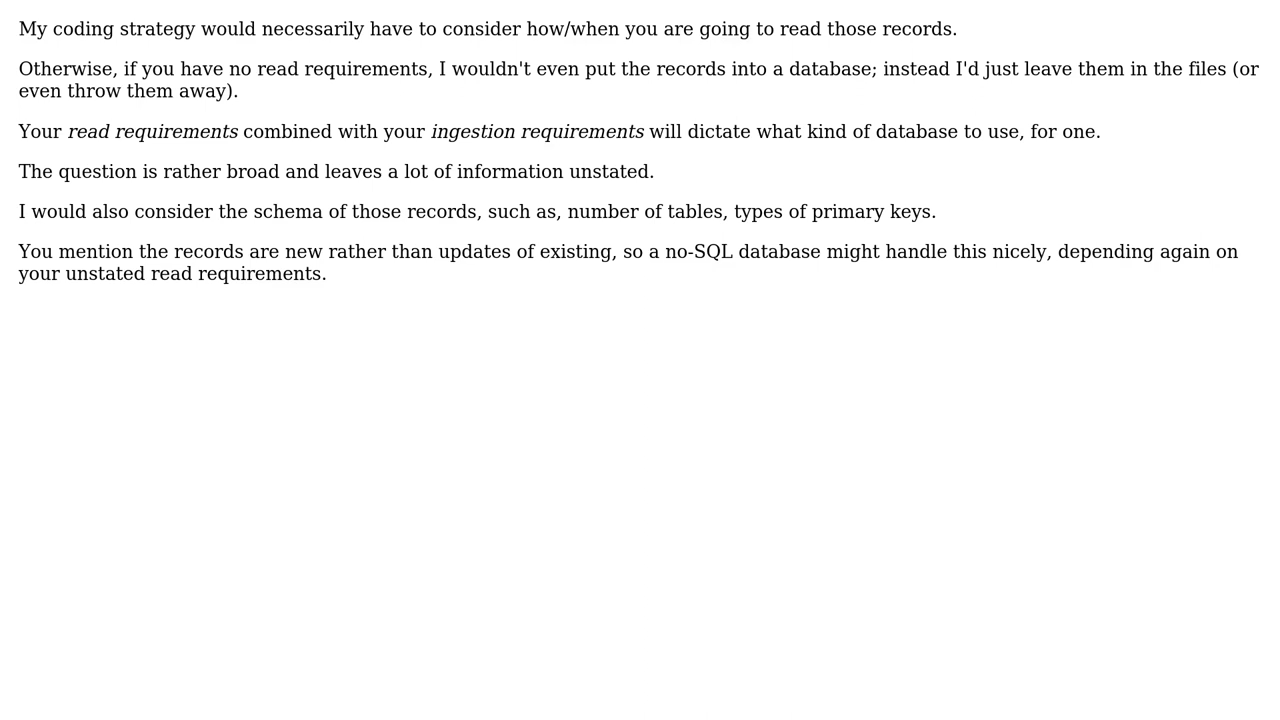 My coding strategy would necessarily have to consider how/when you are going to read those records.
Otherwise, if you have no read requirements, I wouldn't even put the records into a database; instead I'd just leave them in the files (or
even throw them away).
Your read requirements combined with your ingestion requirements will dictate what kind of database to use, for one.
The question is rather broad and leaves a lot of information unstated.
I would also consider the schema of those records, such as, number of tables, types of primary keys.
You mention the records are new rather than updates of existing, so a no-SQL database might handle this nicely, depending again on
your unstated read requirements.